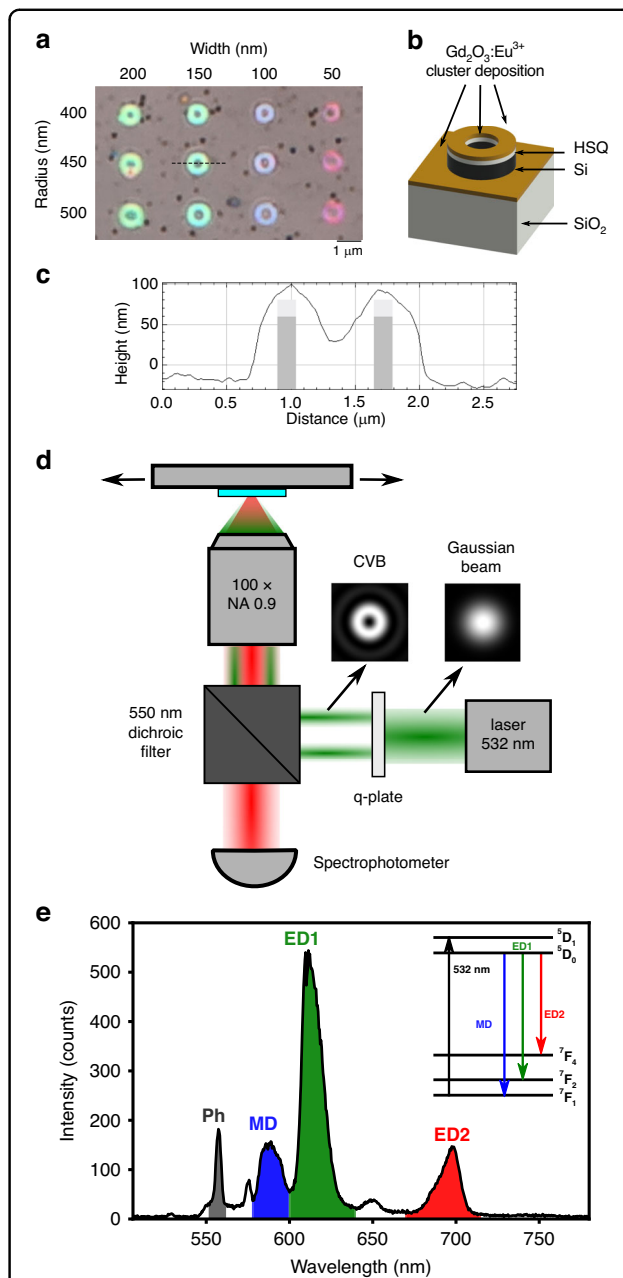 a
Width (nm)
200 150 100 50
Radius (nm)
400
450
500
1 μm
b
Gd₂O₃:Eu³⁺
cluster deposition
HSQ
Si
SiO₂
c
Height (nm)
100
50
0
0.0 0.5 1.0 1.5 2.0 2.5
Distance (μm)
d
100 ×
NA 0.9
CVB
Gaussian
beam
550 nm
dichroic
filter
laser
532 nm
q-plate
Spectrophotometer
e
Intensity (counts)
600
500
400
300
200
100
0
Ph
MD
ED1
ED2
550 600 650 700 750
Wavelength (nm)
⁵D₁
⁵D₀
ED1
532 nm
ED2
MD
⁷F₄
⁷F₂
⁷F₁